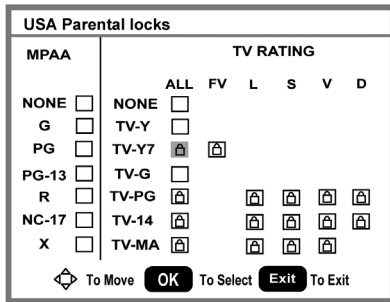 USA Parental locks
MPAA TV RATING
ALL FV L S V D
NONE NONE
G TV-Y
PG TV-Y7
PG-13 TV-G
R TV-PG
NC-17 TV-14
X TV-MA
To Move OK To Select Exit To Exit